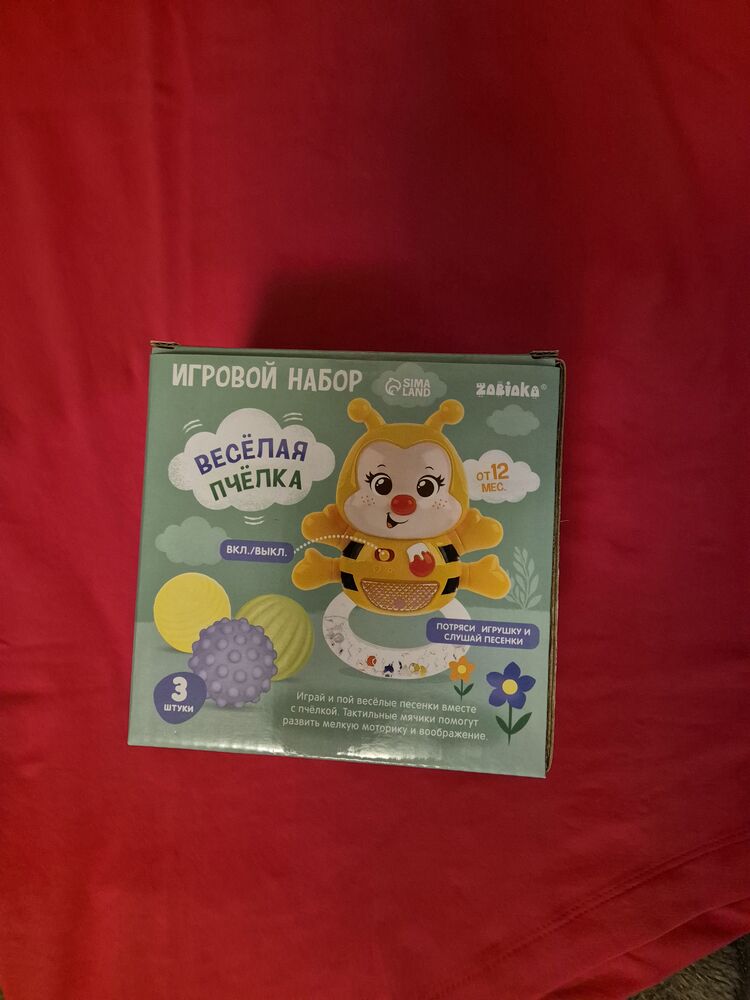 ИГРОВОЙ НАБОР
SIMA
LAND
ZABIAKA®
ВЕСЁЛАЯ
ПЧЁЛКА
ОТ 12
МЕС.
ВКЛ./ВЫКЛ.
ПОТРЯСИ ИГРУШКУ И
СЛУШАЙ ПЕСЕНКИ
3
ШТУКИ
Играй и пой весёлые песенки вместе
с пчёлкой. Тактильные мячики помогут
развить мелкую моторику и воображение.